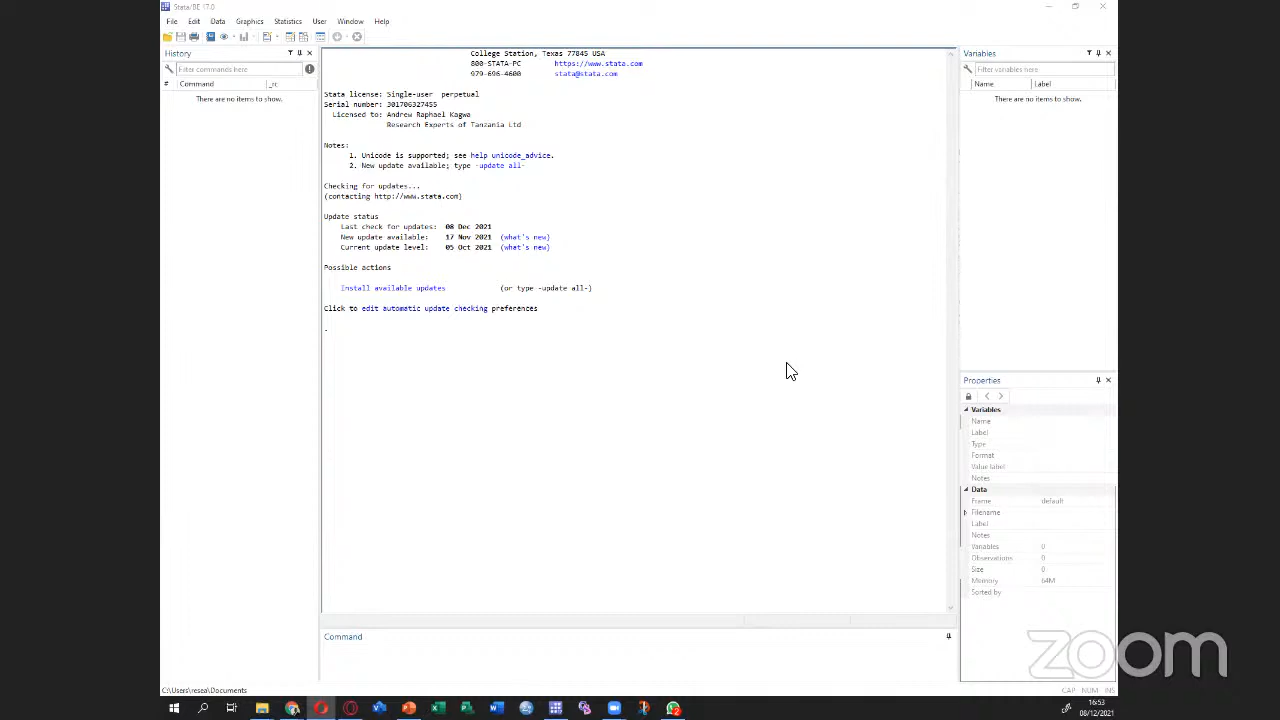 Stata/BE 17.0
File Edit Data Graphics Statistics User Window Help
History
Filter commands here
# Command _rc
There are no items to show.
College Station, Texas 77845 USA
800-STATA-PC https://www.stata.com
979-696-4600 stata@stata.com
Stata license: Single-user perpetual
Serial number: 301706327455
Licensed to: Andrew Raphael Kagwa
Research Experts of Tanzania Ltd
Notes:
1. Unicode is supported; see help unicode_advice.
2. New update available; type -update all-
Checking for updates...
(contacting http://www.stata.com)
Update status
Last check for updates: 08 Dec 2021
New update available: 17 Nov 2021 (what's new)
Current update level: 05 Oct 2021 (what's new)
Possible actions
Install available updates (or type -update all-)
Click to edit automatic update checking preferences
.
Command
Variables
Filter variables here
Name Label
There are no items to show.
Properties
Variables
Name
Label
Type
Format
Value label
Notes
Data
Frame default
Filename
Label
Notes
Variables 0
Observations 0
Size 0
Memory 64M
Sorted by
zoom
C:\Users\resea\Documents
CAP NUM INS
2
16:53
08/12/2021